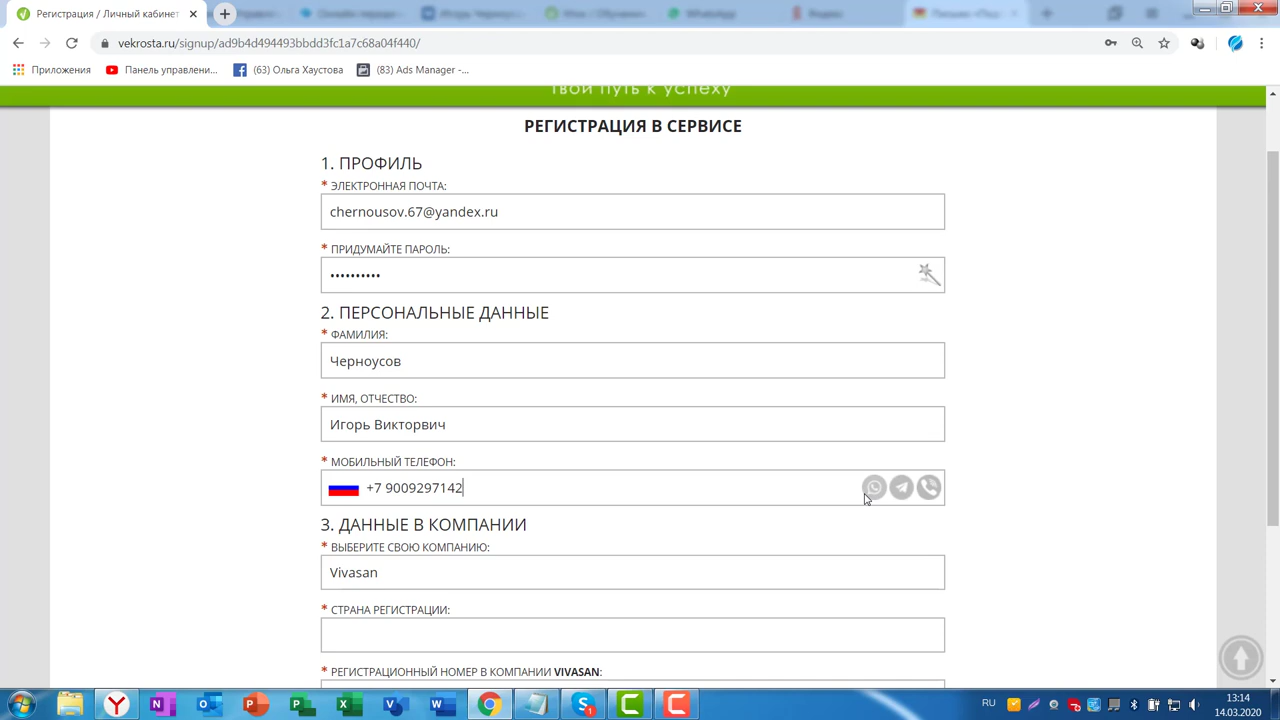 Регистрация / Личный кабинет
WhatsApp
Яндекс
vekrosta.ru/signup/ad9b4d494493bbdd3fc1a7c68a04f440/
Приложения
Панель управлени...
(63) Ольга Хаустова
(83) Ads Manager -...
Твой путь к успеху
РЕГИСТРАЦИЯ В СЕРВИСЕ
1. ПРОФИЛЬ
* ЭЛЕКТРОННАЯ ПОЧТА:
chernousov.67@yandex.ru
* ПРИДУМАЙТЕ ПАРОЛЬ:
••••••••••
2. ПЕРСОНАЛЬНЫЕ ДАННЫЕ
* ФАМИЛИЯ:
Черноусов
* ИМЯ, ОТЧЕСТВО:
Игорь Викторвич
* МОБИЛЬНЫЙ ТЕЛЕФОН:
+7 9009297142
3. ДАННЫЕ В КОМПАНИИ
* ВЫБЕРИТЕ СВОЮ КОМПАНИЮ:
Vivasan
* СТРАНА РЕГИСТРАЦИИ:
* РЕГИСТРАЦИОННЫЙ НОМЕР В КОМПАНИИ VIVASAN:
RU
13:14
14.03.2020